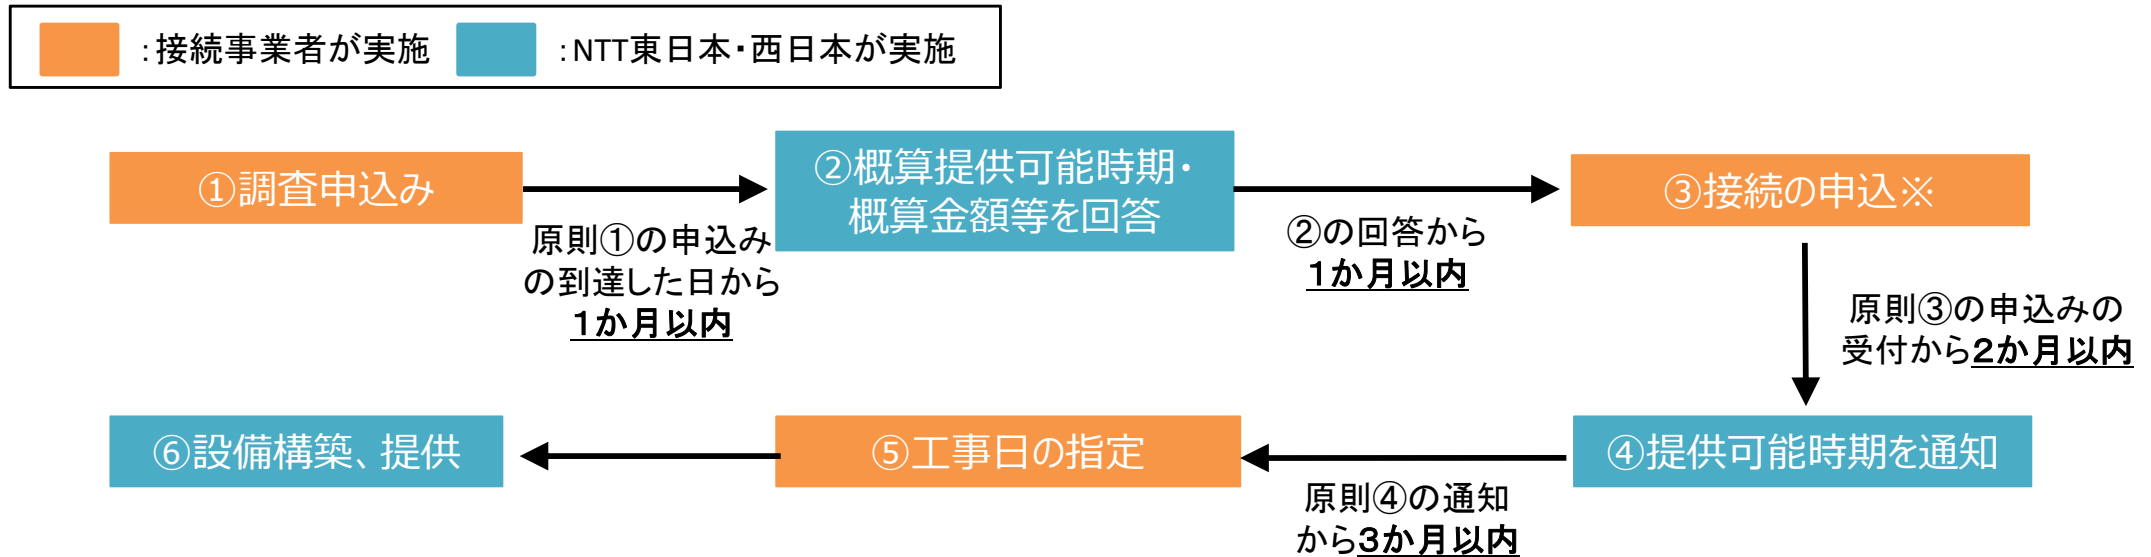 :接続事業者が実施
:NTT東日本・西日本が実施
①調査申込み
原則①の申込み
の到達した日から
1か月以内
②概算提供可能時期・
概算金額等を回答
②の回答から
1か月以内
③接続の申込※
原則③の申込みの
受付から2か月以内
④提供可能時期を通知
原則④の通知
から3か月以内
⑤工事日の指定
⑥設備構築、提供